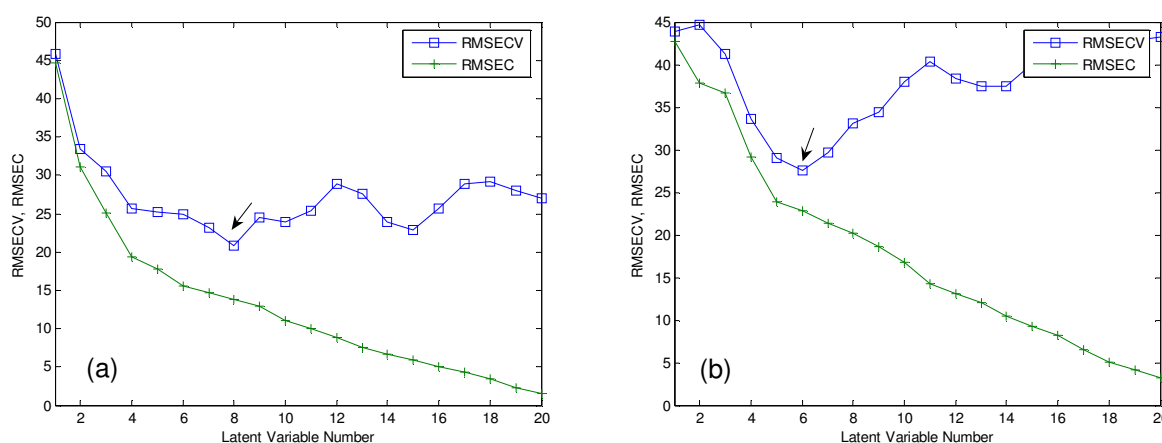 50
45
40
35
30
25
20
15
10
5
0
RMSECV, RMSEC
RMSECV
RMSEC
(a)
2 4 6 8 10 12 14 16 18 20
Latent Variable Number
45
40
35
30
25
20
15
10
5
0
RMSECV, RMSEC
RMSECV
RMSEC
(b)
2 4 6 8 10 12 14 16 18 20
Latent Variable Number